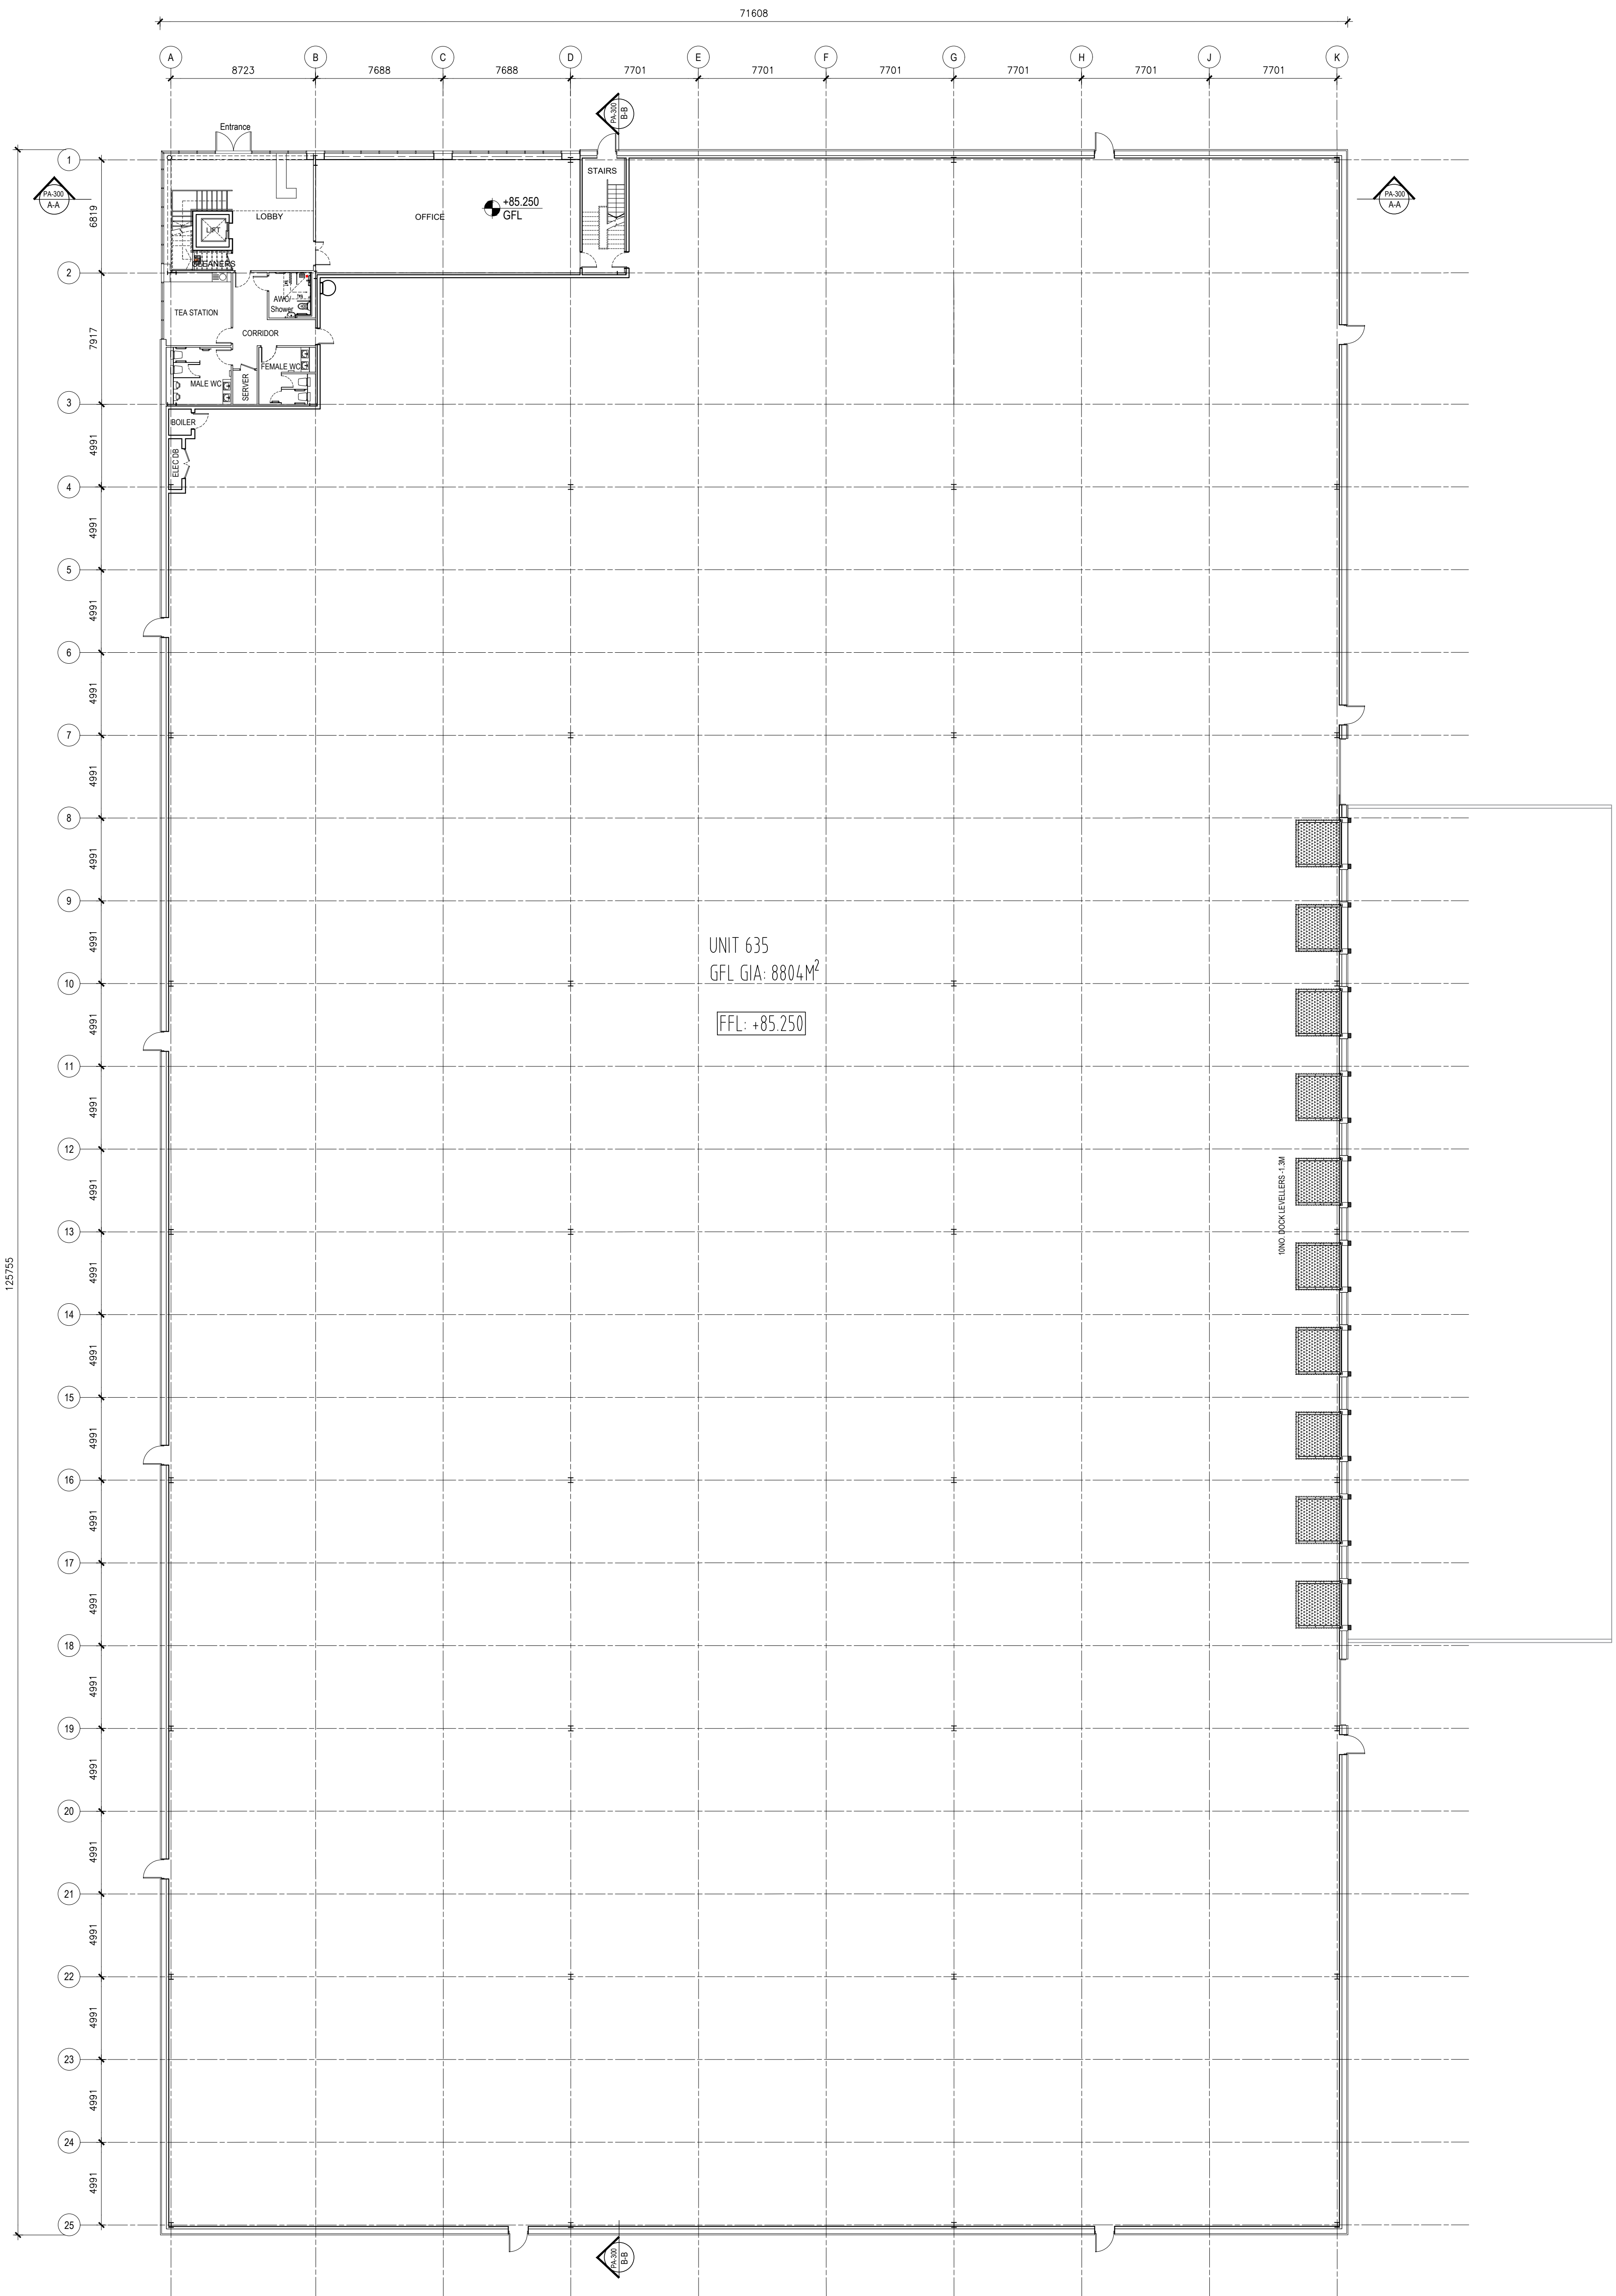 71608
A B C D E F G H J K
8723 7688 7688 7701 7701 7701 7701 7701 7701
PA-300
B-B
Entrance
1
PA-300
A-A
6819
STAIRS
LOBBY
OFFICE
+85.250
GFL
LIFT
CLEANERS
PA-300
A-A
2
7917
TEA STATION
AWC/
Shower
CORRIDOR
MALE WC
SERVER
FEMALE WC
3
BOILER
4991
ELEC DB
4
4991
5
4991
6
4991
7
4991
8
4991
9
4991
UNIT 635
GFL GIA: 8804M²
10
4991
FFL: +85.250
11
4991
12
4991
10NO. DOCK LEVELLERS -1.3M
13
125755
4991
14
4991
15
4991
16
4991
17
4991
18
4991
19
4991
20
4991
21
4991
22
4991
23
4991
24
4991
25
PA-300
B-B